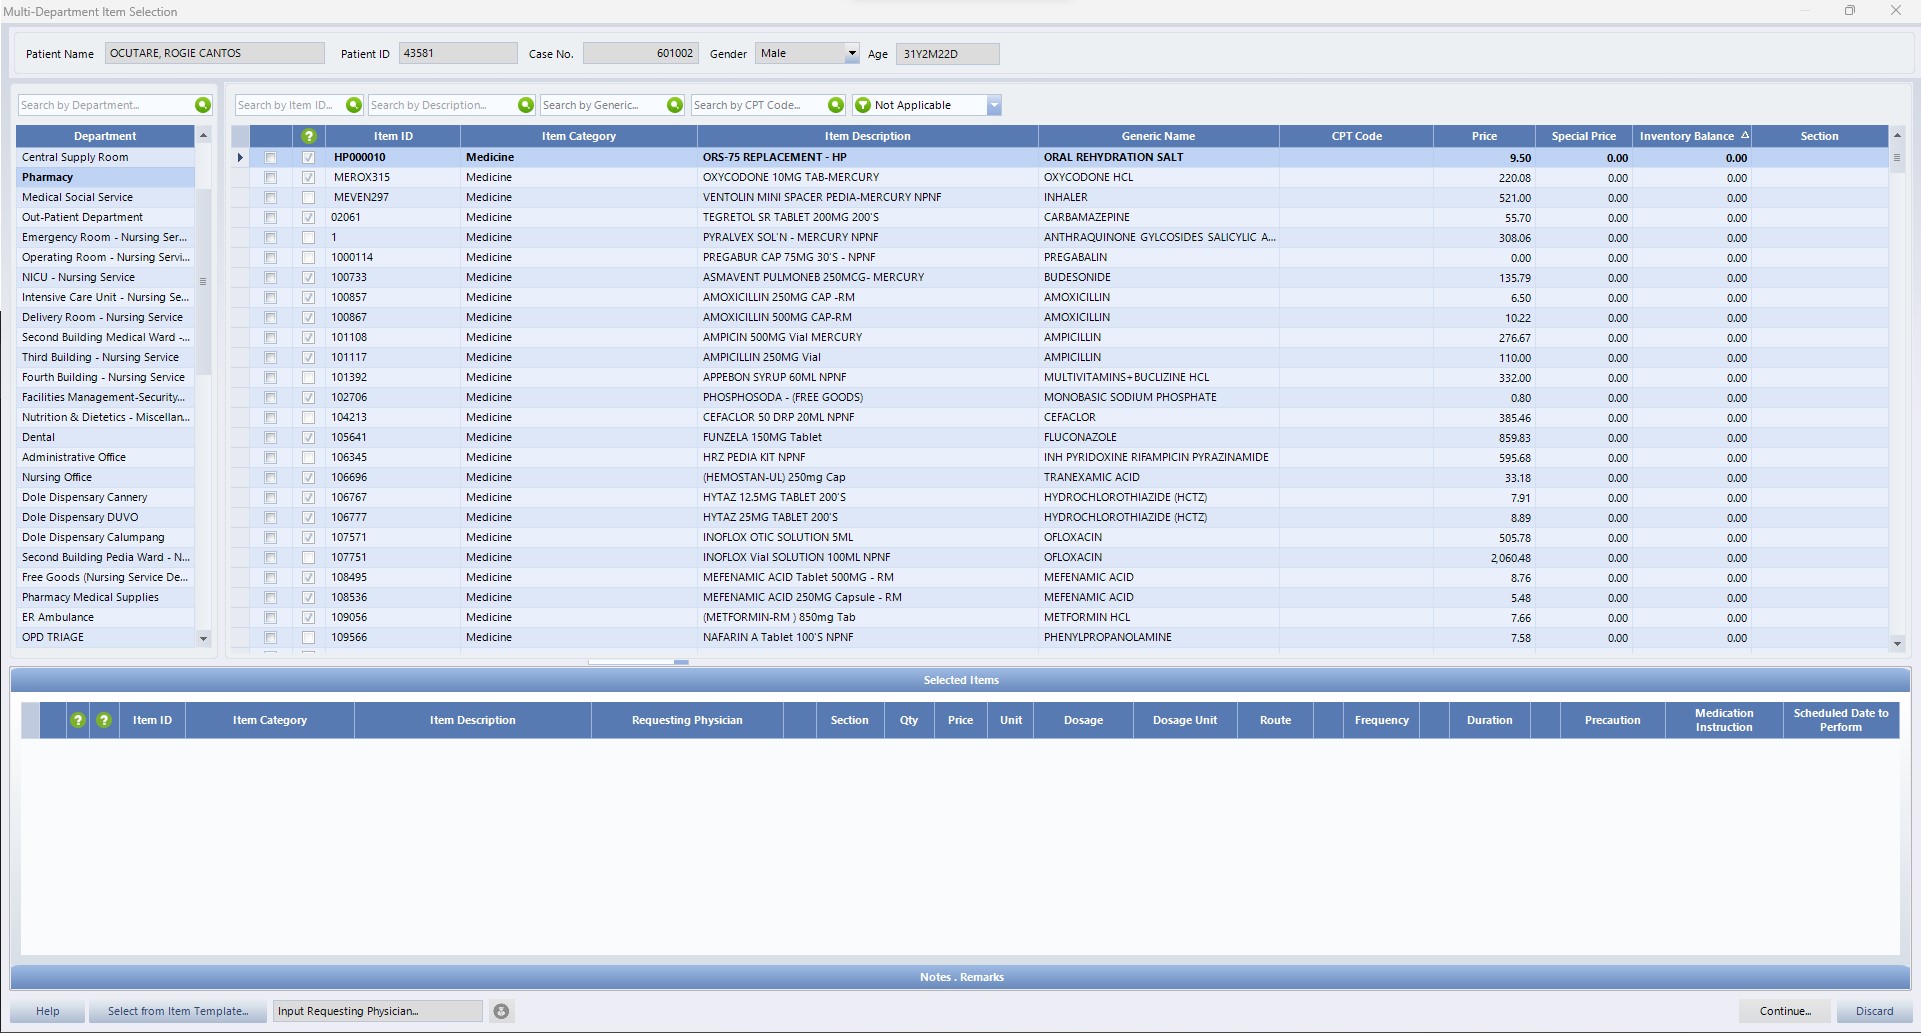 Multi-Department Item Selection
Patient Name OCUTARE, ROGIE CANTOS Patient ID 43581 Case No. 601002 Gender Male Age 31Y2M22D
Search by Department... Search by Item ID... Search by Description... Search by Generic... Search by CPT Code... Not Applicable
Department
Central Supply Room
Pharmacy
Medical Social Service
Out-Patient Department
Emergency Room - Nursing Ser...
Operating Room - Nursing Servi...
NICU - Nursing Service
Intensive Care Unit - Nursing Se...
Delivery Room - Nursing Service
Second Building Medical Ward -...
Third Building - Nursing Service
Fourth Building - Nursing Service
Facilities Management-Security...
Nutrition & Dietetics - Miscellan...
Dental
Administrative Office
Nursing Office
Dole Dispensary Cannery
Dole Dispensary DUVO
Dole Dispensary Calumpang
Second Building Pedia Ward - N...
Free Goods (Nursing Service De...
Pharmacy Medical Supplies
ER Ambulance
OPD TRIAGE
? Item ID Item Category Item Description Generic Name CPT Code Price Special Price Inventory Balance Section
HP000010 Medicine ORS-75 REPLACEMENT - HP ORAL REHYDRATION SALT 9.50 0.00 0.00
MEROX315 Medicine OXYCODONE 10MG TAB-MERCURY OXYCODONE HCL 220.08 0.00 0.00
MEVEN297 Medicine VENTOLIN MINI SPACER PEDIA-MERCURY NPNF INHALER 521.00 0.00 0.00
02061 Medicine TEGRETOL SR TABLET 200MG 200'S CARBAMAZEPINE 55.70 0.00 0.00
1 Medicine PYRALVEX SOL'N - MERCURY NPNF ANTHRAQUINONE GYLCOSIDES SALICYLIC A... 308.06 0.00 0.00
1000114 Medicine PREGABUR CAP 75MG 30'S - NPNF PREGABALIN 0.00 0.00 0.00
100733 Medicine ASMAVENT PULMONEB 250MCG- MERCURY BUDESONIDE 135.79 0.00 0.00
100857 Medicine AMOXICILLIN 250MG CAP -RM AMOXICILLIN 6.50 0.00 0.00
100867 Medicine AMOXICILLIN 500MG CAP-RM AMOXICILLIN 10.22 0.00 0.00
101108 Medicine AMPICIN 500MG Vial MERCURY AMPICILLIN 276.67 0.00 0.00
101117 Medicine AMPICILLIN 250MG Vial AMPICILLIN 110.00 0.00 0.00
101392 Medicine APPEBON SYRUP 60ML NPNF MULTIVITAMINS+BUCLIZINE HCL 332.00 0.00 0.00
102706 Medicine PHOSPHOSODA - (FREE GOODS) MONOBASIC SODIUM PHOSPHATE 0.80 0.00 0.00
104213 Medicine CEFACLOR 50 DRP 20ML NPNF CEFACLOR 385.46 0.00 0.00
105641 Medicine FUNZELA 150MG Tablet FLUCONAZOLE 859.83 0.00 0.00
106345 Medicine HRZ PEDIA KIT NPNF INH PYRIDOXINE RIFAMPICIN PYRAZINAMIDE 595.68 0.00 0.00
106696 Medicine (HEMOSTAN-UL) 250mg Cap TRANEXAMIC ACID 33.18 0.00 0.00
106767 Medicine HYTAZ 12.5MG TABLET 200'S HYDROCHLOROTHIAZIDE (HCTZ) 7.91 0.00 0.00
106777 Medicine HYTAZ 25MG TABLET 200'S HYDROCHLOROTHIAZIDE (HCTZ) 8.89 0.00 0.00
107571 Medicine INOFLOX OTIC SOLUTION 5ML OFLOXACIN 505.78 0.00 0.00
107751 Medicine INOFLOX Vial SOLUTION 100ML NPNF OFLOXACIN 2,060.48 0.00 0.00
108495 Medicine MEFENAMIC ACID Tablet 500MG - RM MEFENAMIC ACID 8.76 0.00 0.00
108536 Medicine MEFENAMIC ACID 250MG Capsule - RM MEFENAMIC ACID 5.48 0.00 0.00
109056 Medicine (METFORMIN-RM ) 850mg Tab METFORMIN HCL 7.66 0.00 0.00
109566 Medicine NAFARIN A Tablet 100'S NPNF PHENYLPROPANOLAMINE 7.58 0.00 0.00
Selected Items
? ? Item ID Item Category Item Description Requesting Physician Section Qty Price Unit Dosage Dosage Unit Route Frequency Duration Precaution Medication Instruction Scheduled Date to Perform
Notes . Remarks
Help Select from Item Template... Input Requesting Physician... Continue... Discard